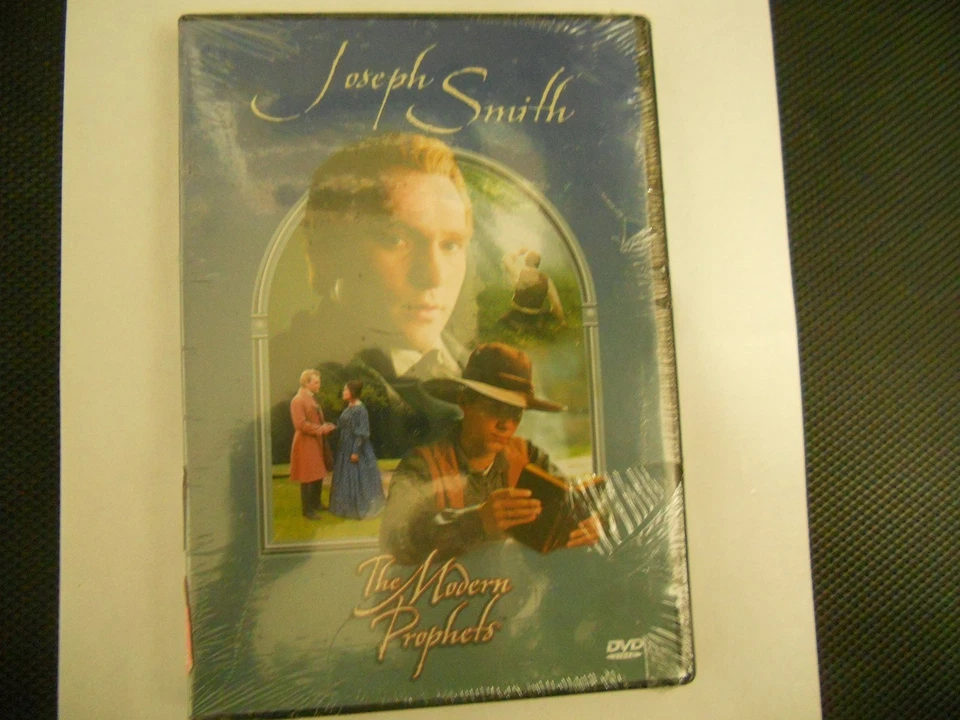 Joseph
Smith
The Modern
Prophets
DVD